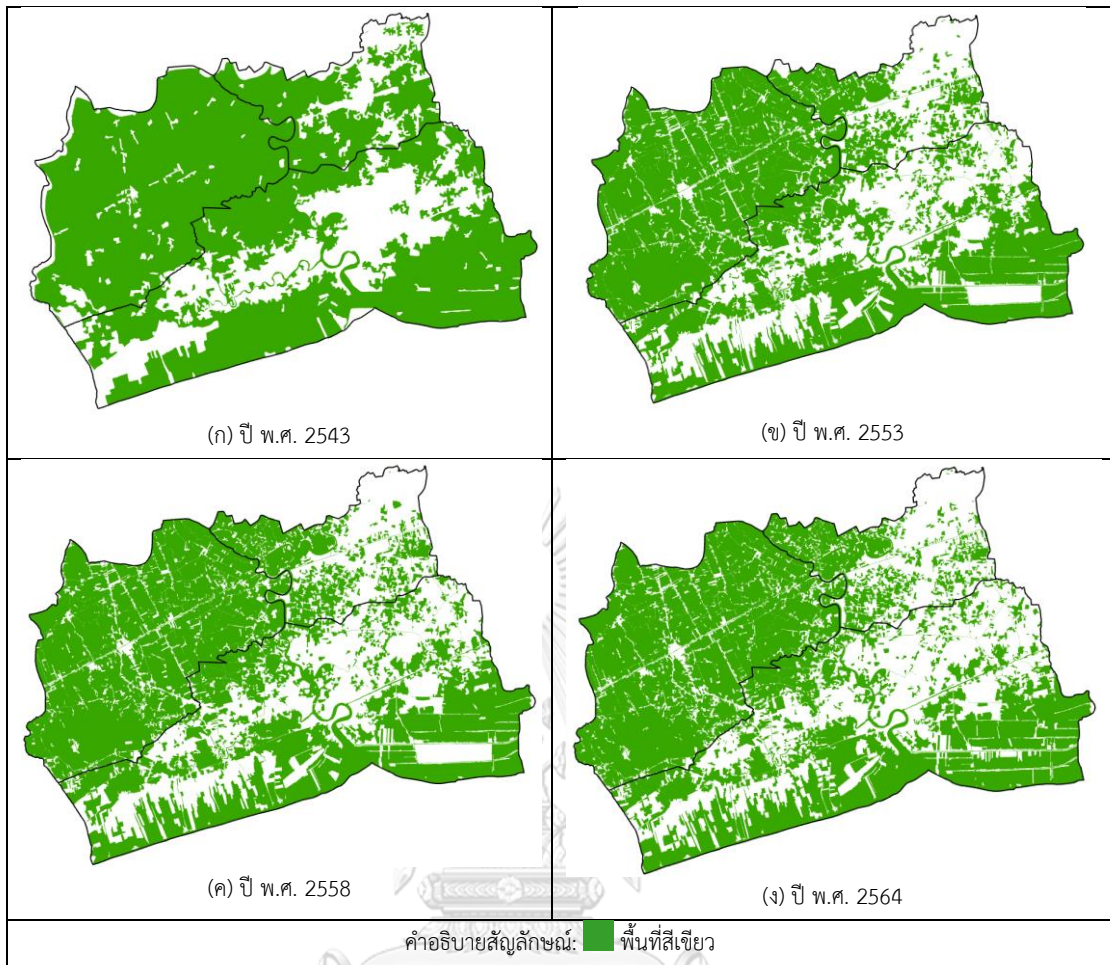 (ก) ปี พ.ศ. 2543
(ข) ปี พ.ศ. 2553
(ค) ปี พ.ศ. 2558
(ง) ปี พ.ศ. 2564
คำอธิบายสัญลักษณ์: พื้นที่สีเขียว